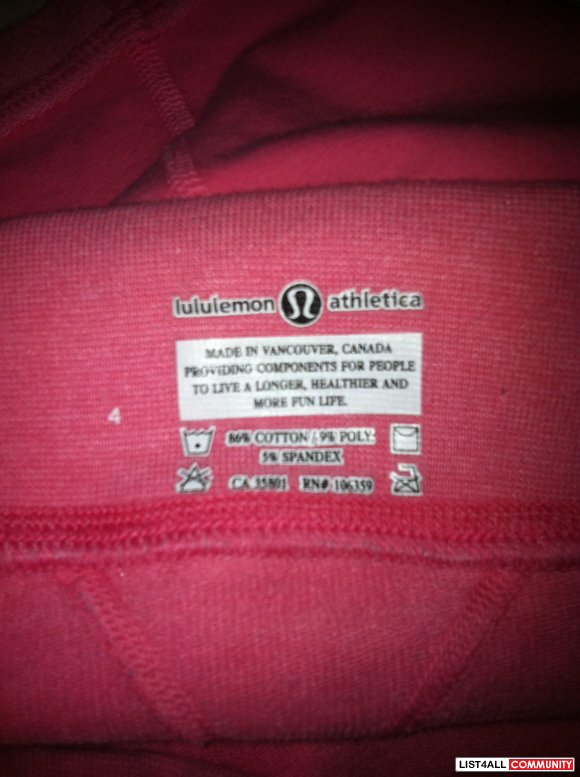 lululemon athletica
MADE IN VANCOUVER, CANADA
PROVIDING COMPONENTS FOR PEOPLE
TO LIVE A LONGER, HEALTHIER AND
MORE FUN LIFE.
4
86% COTTON / 9% POLY.
5% SPANDEX
CA 35801 RN# 106359
LIST4ALL COMMUNITY